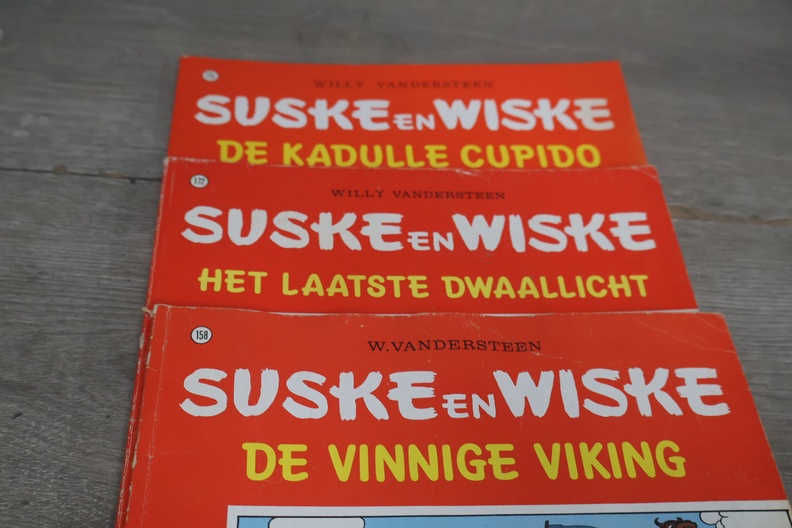 WILLY VANDERSTEEN
SUSKE EN WISKE
DE KADULLE CUPIDO
172
WILLY VANDERSTEEN
SUSKE EN WISKE
HET LAATSTE DWAALLICHT
158
W. VANDERSTEEN
SUSKE EN WISKE
DE VINNIGE VIKING